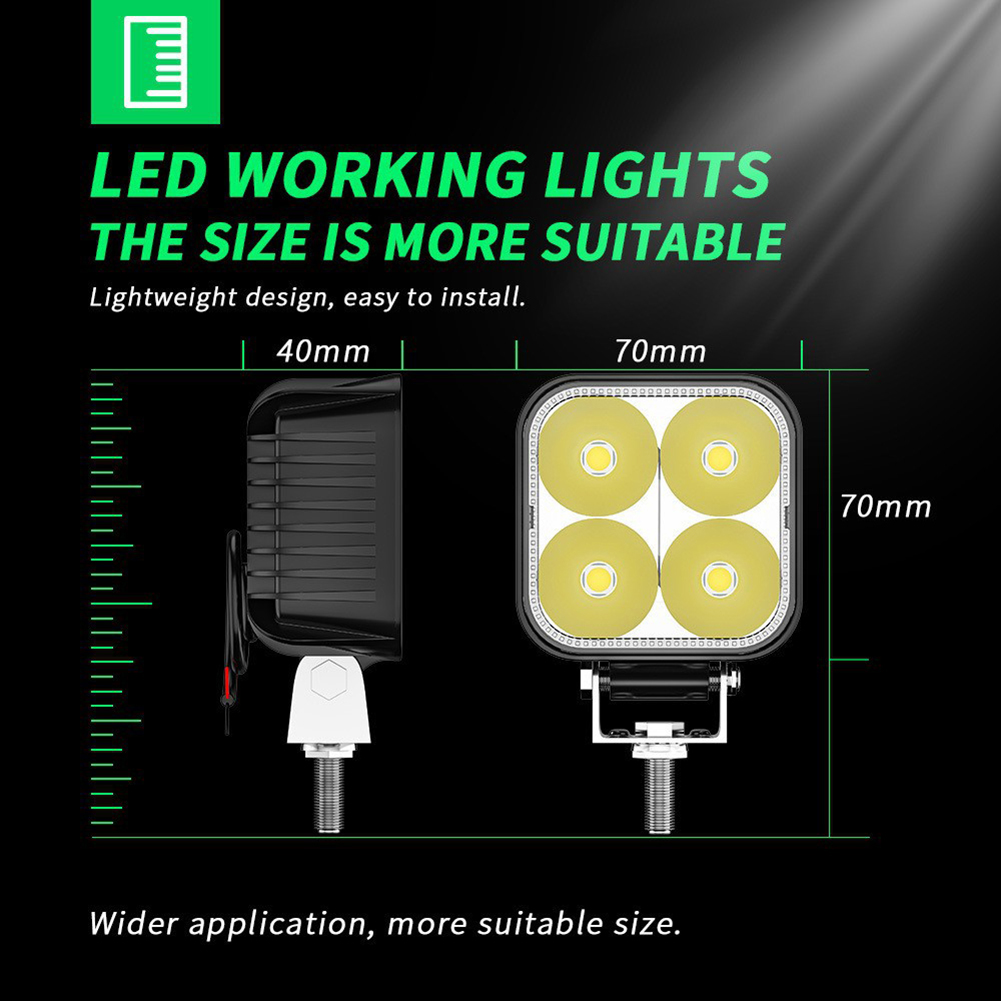 LED WORKING LIGHTS
THE SIZE IS MORE SUITABLE
Lightweight design, easy to install.
40mm
70mm
70mm
Wider application, more suitable size.